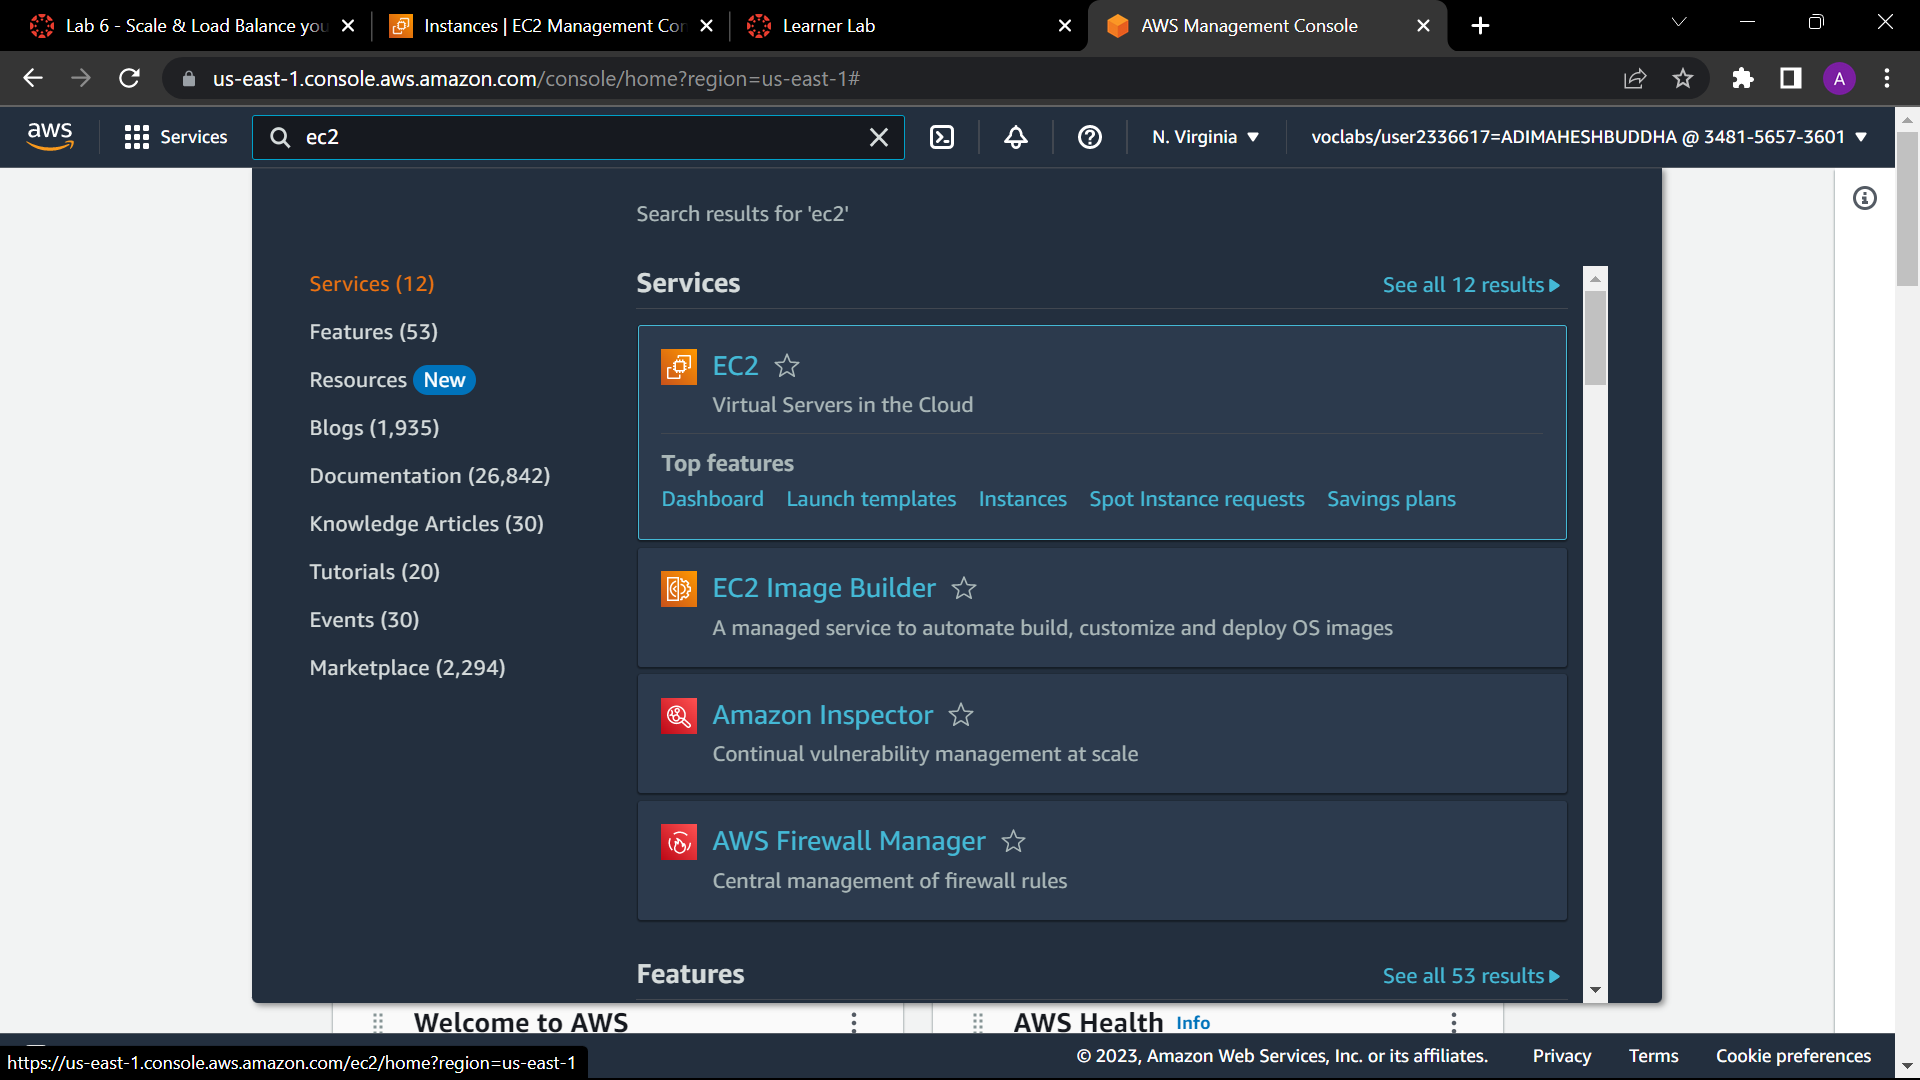 Lab 6 - Scale & Load Balance you
Instances | EC2 Management Con
Learner Lab
AWS Management Console
us-east-1.console.aws.amazon.com/console/home?region=us-east-1#
A
aws
Services
ec2
N. Virginia
voclabs/user2336617=ADIMAHESHBUDDHA @ 3481-5657-3601
Search results for 'ec2'
Services (12)
Features (53)
Resources New
Blogs (1,935)
Documentation (26,842)
Knowledge Articles (30)
Tutorials (20)
Events (30)
Marketplace (2,294)
Services
See all 12 results
EC2
Virtual Servers in the Cloud
Top features
Dashboard Launch templates Instances Spot Instance requests Savings plans
EC2 Image Builder
A managed service to automate build, customize and deploy OS images
Amazon Inspector
Continual vulnerability management at scale
AWS Firewall Manager
Central management of firewall rules
Features
See all 53 results
Welcome to AWS
AWS Health Info
https://us-east-1.console.aws.amazon.com/ec2/home?region=us-east-1
© 2023, Amazon Web Services, Inc. or its affiliates. Privacy Terms Cookie preferences